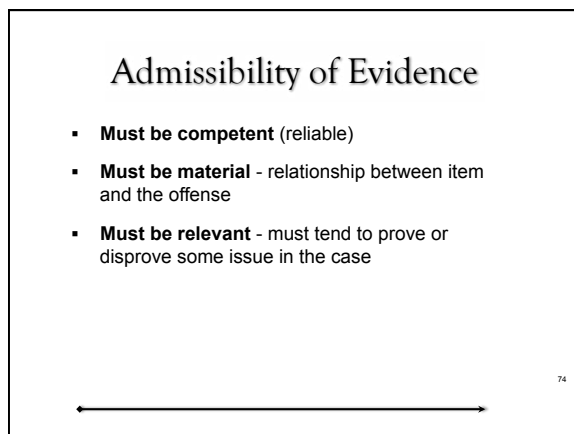 Admissibility of Evidence
▪ Must be competent (reliable)
▪ Must be material - relationship between item
and the offense
▪ Must be relevant - must tend to prove or
disprove some issue in the case
74